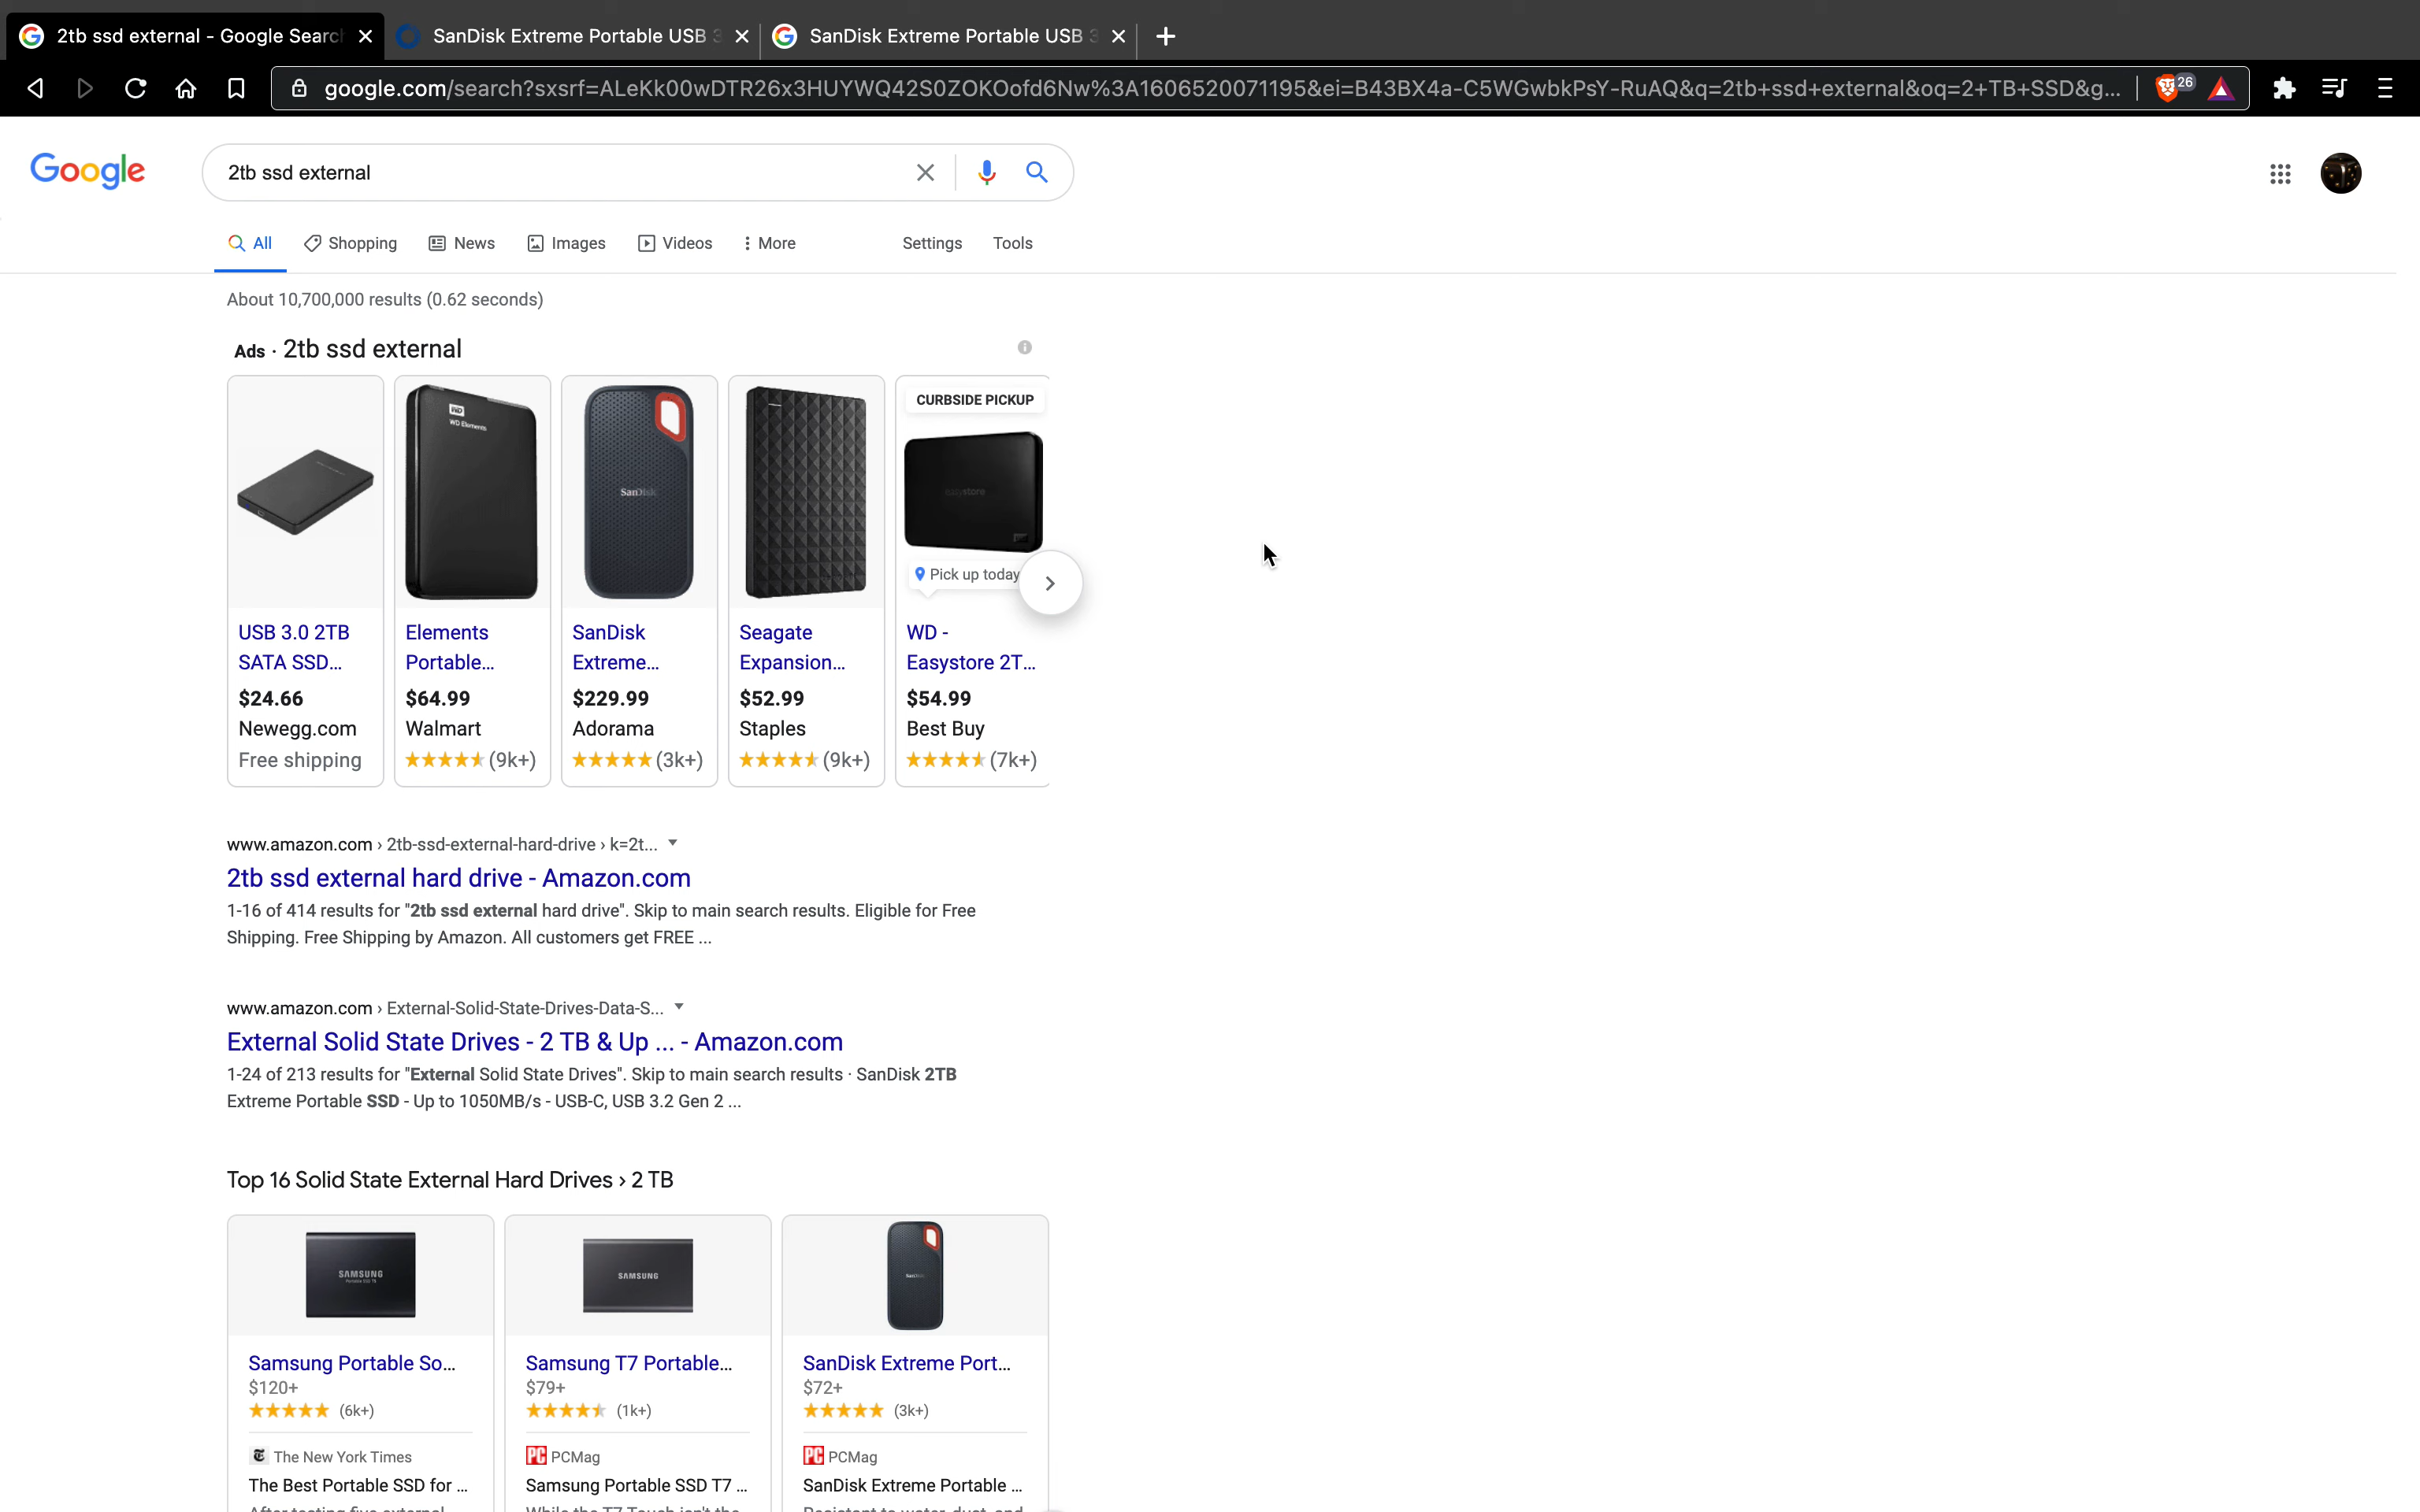 2tb ssd external - Google Search
SanDisk Extreme Portable USB 3
SanDisk Extreme Portable USB 3
google.com/search?sxsrf=ALeKk00wDTR26x3HUYWQ42S0ZOKOofd6Nw%3A1606520071195&ei=B43BX4a-C5WGwbkPsY-RuAQ&q=2tb+ssd+external&oq=2+TB+SSD&g...
26
Google
2tb ssd external
All
Shopping
News
Images
Videos
More
Settings
Tools
About 10,700,000 results (0.62 seconds)
Ads · 2tb ssd external
WD
WD Elements
SanDisk
CURBSIDE PICKUP
easystore
Pick up today
USB 3.0 2TB
SATA SSD...
$24.66
Newegg.com
Free shipping
Elements
Portable...
$64.99
Walmart
(9k+)
SanDisk
Extreme...
$229.99
Adorama
(3k+)
Seagate
Expansion...
$52.99
Staples
(9k+)
WD -
Easystore 2T...
$54.99
Best Buy
(7k+)
www.amazon.com › 2tb-ssd-external-hard-drive › k=2t...
2tb ssd external hard drive - Amazon.com
1-16 of 414 results for "2tb ssd external hard drive". Skip to main search results. Eligible for Free
Shipping. Free Shipping by Amazon. All customers get FREE ...
www.amazon.com › External-Solid-State-Drives-Data-S...
External Solid State Drives - 2 TB & Up ... - Amazon.com
1-24 of 213 results for "External Solid State Drives". Skip to main search results · SanDisk 2TB
Extreme Portable SSD - Up to 1050MB/s - USB-C, USB 3.2 Gen 2 ...
Top 16 Solid State External Hard Drives › 2 TB
SAMSUNG
Samsung Portable So...
$120+
(6k+)
The New York Times
The Best Portable SSD for ...
SAMSUNG
Samsung T7 Portable...
$79+
(1k+)
PC PCMag
Samsung Portable SSD T7 ...
SanDisk
SanDisk Extreme Port...
$72+
(3k+)
PC PCMag
SanDisk Extreme Portable ...